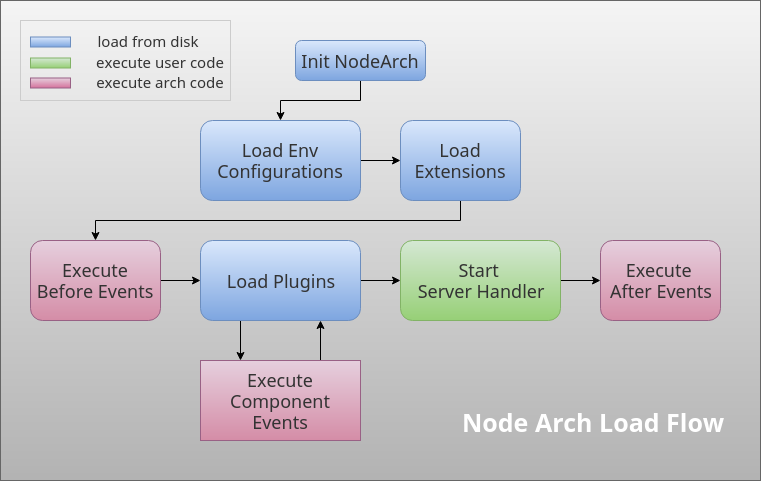 load from disk
execute user code
execute arch code
Init NodeArch
Load Env
Configurations
Load
Extensions
Execute
Before Events
Load Plugins
Start
Server Handler
Execute
After Events
Execute
Component
Events
Node Arch Load Flow